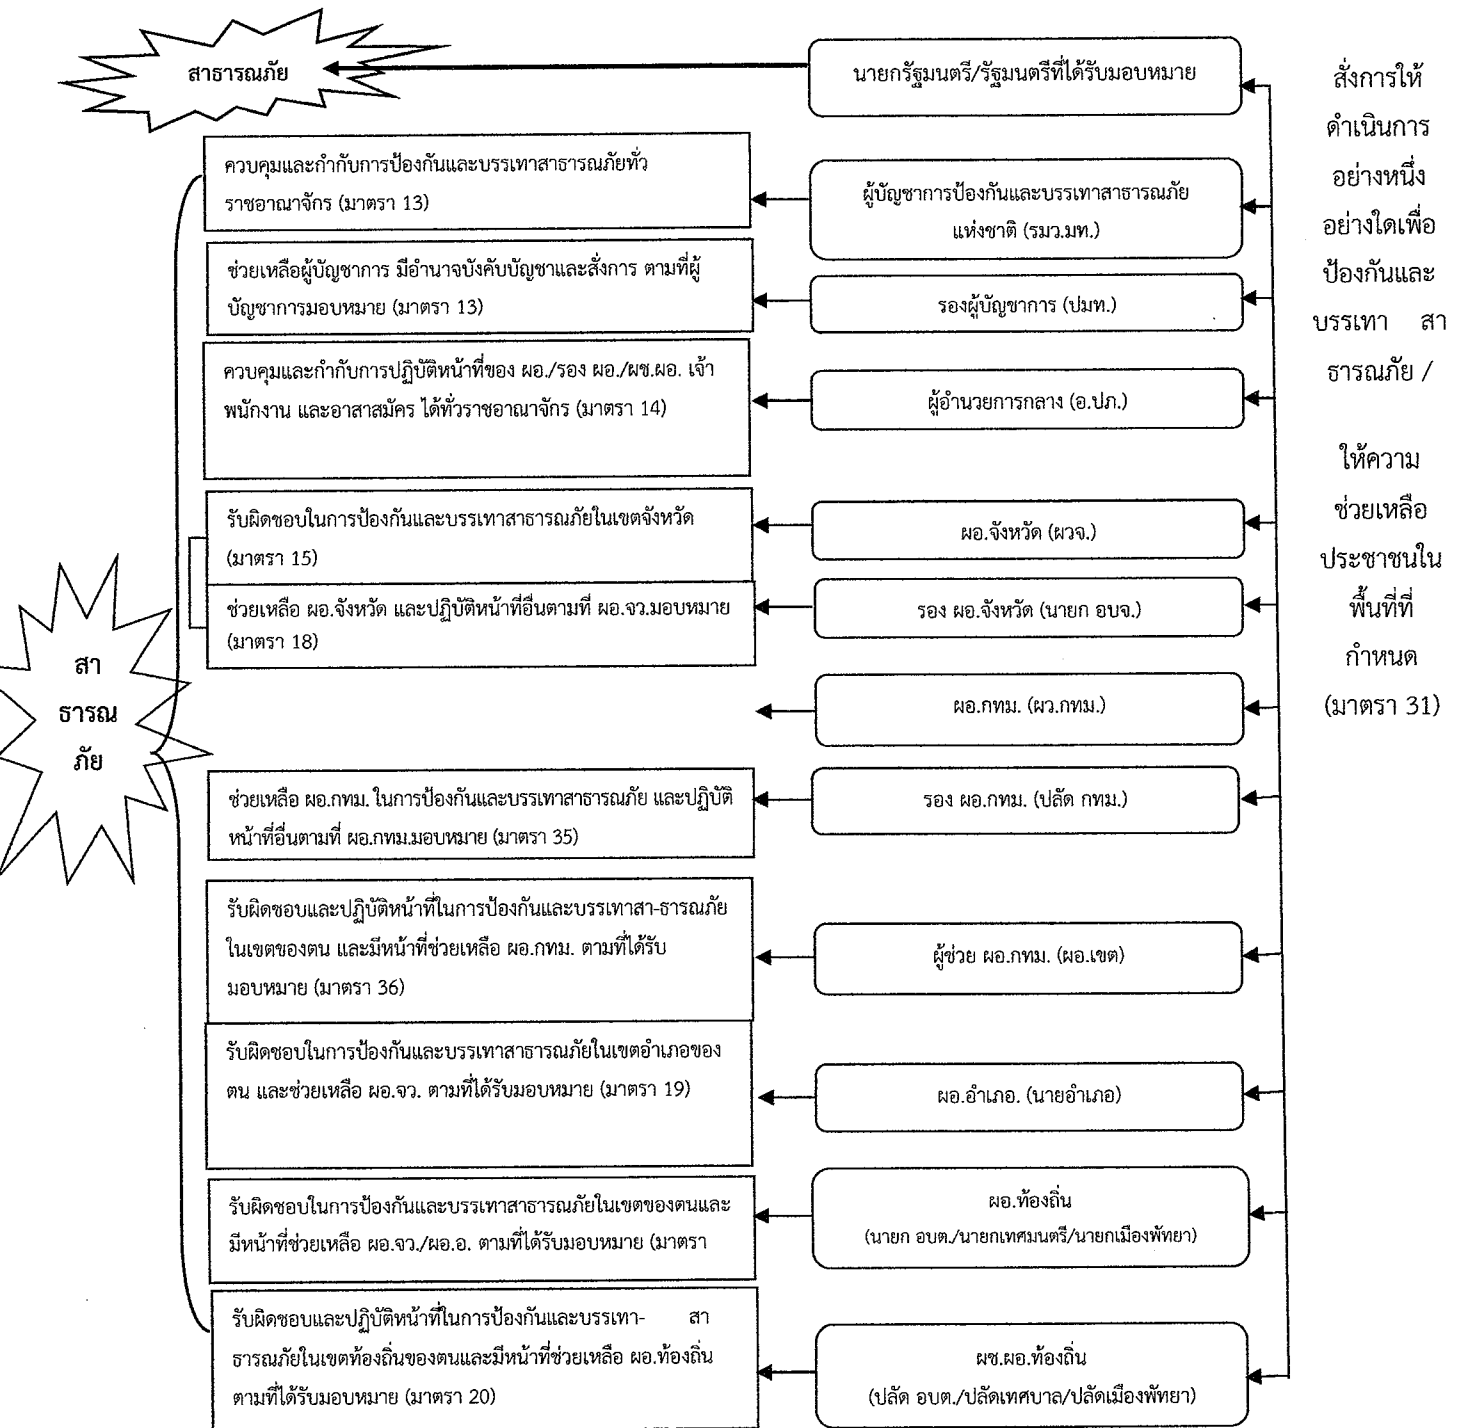 สาธารณภัย
นายกรัฐมนตรี/รัฐมนตรีที่ได้รับมอบหมาย
ควบคุมและกำกับการป้องกันและบรรเทาสาธารณภัยทั่ว
ราชอาณาจักร (มาตรา 13)
ผู้บัญชาการป้องกันและบรรเทาสาธารณภัย
แห่งชาติ (รมว.มท.)
ช่วยเหลือผู้บัญชาการ มีอำนาจบังคับบัญชาและสั่งการ ตามที่ผู้
บัญชาการมอบหมาย (มาตรา 13)
รองผู้บัญชาการ (ปมท.)
ควบคุมและกำกับการปฏิบัติหน้าที่ของ ผอ./รอง ผอ./ผช.ผอ. เจ้า
พนักงาน และอาสาสมัคร ได้ทั่วราชอาณาจักร (มาตรา 14)
ผู้อำนวยการกลาง (อ.ปภ.)
รับผิดชอบในการป้องกันและบรรเทาสาธารณภัยในเขตจังหวัด
(มาตรา 15)
ผอ.จังหวัด (ผวจ.)
ช่วยเหลือ ผอ.จังหวัด และปฏิบัติหน้าที่อื่นตามที่ ผอ.จว.มอบหมาย
(มาตรา 18)
รอง ผอ.จังหวัด (นายก อบจ.)
ผอ.กทม. (ผว.กทม.)
ช่วยเหลือ ผอ.กทม. ในการป้องกันและบรรเทาสาธารณภัย และปฏิบัติ
หน้าที่อื่นตามที่ ผอ.กทม.มอบหมาย (มาตรา 35)
รอง ผอ.กทม. (ปลัด กทม.)
รับผิดชอบและปฏิบัติหน้าที่ในการป้องกันและบรรเทาสา-ธารณภัย
ในเขตของตน และมีหน้าที่ช่วยเหลือ ผอ.กทม. ตามที่ได้รับ
มอบหมาย (มาตรา 36)
ผู้ช่วย ผอ.กทม. (ผอ.เขต)
รับผิดชอบในการป้องกันและบรรเทาสาธารณภัยในเขตอำเภอของ
ตน และช่วยเหลือ ผอ.จว. ตามที่ได้รับมอบหมาย (มาตรา 19)
ผอ.อำเภอ. (นายอำเภอ)
รับผิดชอบในการป้องกันและบรรเทาสาธารณภัยในเขตของตนและ
มีหน้าที่ช่วยเหลือ ผอ.จว./ผอ.อ. ตามที่ได้รับมอบหมาย (มาตรา
ผอ.ท้องถิ่น
(นายก อบต./นายกเทศมนตรี/นายกเมืองพัทยา)
รับผิดชอบและปฏิบัติหน้าที่ในการป้องกันและบรรเทา- สา
ธารณภัยในเขตท้องถิ่นของตนและมีหน้าที่ช่วยเหลือ ผอ.ท้องถิ่น
ตามที่ได้รับมอบหมาย (มาตรา 20)
ผช.ผอ.ท้องถิ่น
(ปลัด อบต./ปลัดเทศบาล/ปลัดเมืองพัทยา)
สา
ธารณ
ภัย
สั่งการให้
ดำเนินการ
อย่างหนึ่ง
อย่างใดเพื่อ
ป้องกันและ
บรรเทา สา
ธารณภัย /
ให้ความ
ช่วยเหลือ
ประชาชนใน
พื้นที่ที่
กำหนด
(มาตรา 31)